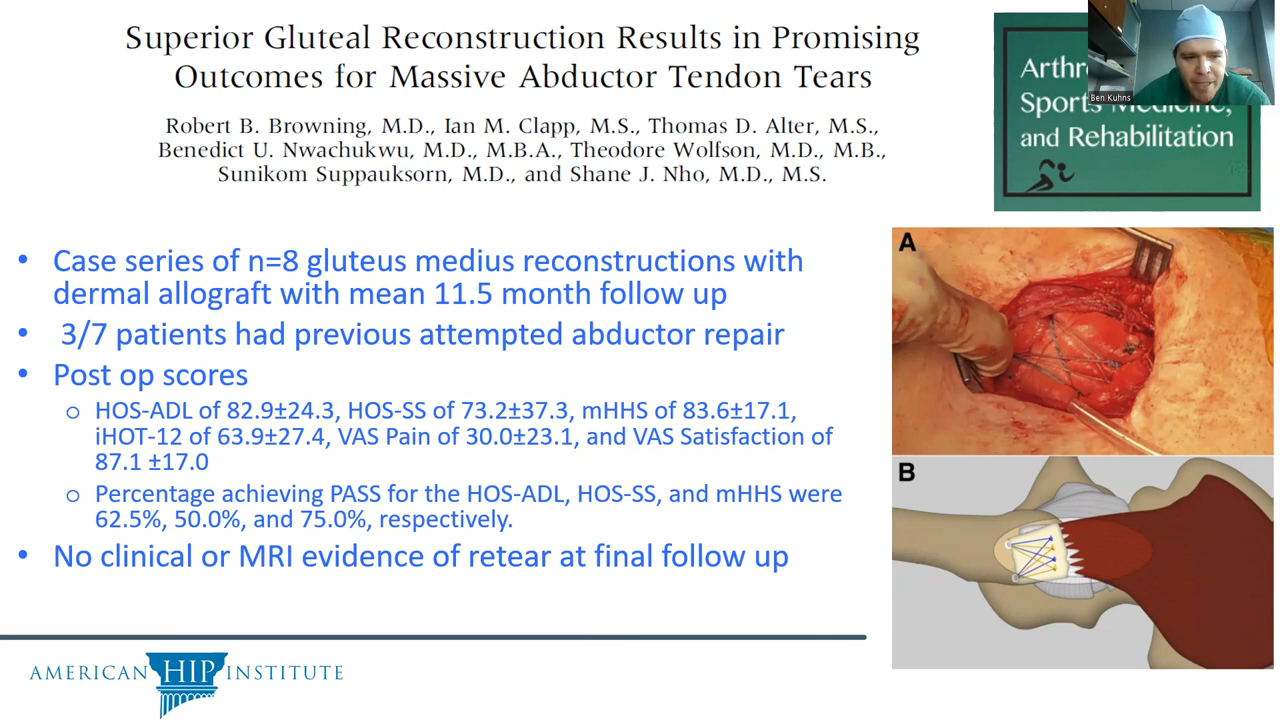 Superior Gluteal Reconstruction Results in Promising
Outcomes for Massive Abductor Tendon Tears
Robert B. Browning, M.D., Ian M. Clapp, M.S., Thomas D. Alter, M.S.,
Benedict U. Nwachukwu, M.D., M.B.A., Theodore Wolfson, M.D., M.B.,
Sunikom Suppauksorn, M.D., and Shane J. Nho, M.D., M.S.
Ben Kuhns
Sports Medicine,
and Rehabilitation
• Case series of n=8 gluteus medius reconstructions with
dermal allograft with mean 11.5 month follow up
• 3/7 patients had previous attempted abductor repair
• Post op scores
o HOS-ADL of 82.9±24.3, HOS-SS of 73.2±37.3, mHHS of 83.6±17.1,
iHOT-12 of 63.9±27.4, VAS Pain of 30.0±23.1, and VAS Satisfaction of
87.1 ±17.0
o Percentage achieving PASS for the HOS-ADL, HOS-SS, and mHHS were
62.5%, 50.0%, and 75.0%, respectively.
• No clinical or MRI evidence of retear at final follow up
A
B
AMERICAN HIP INSTITUTE